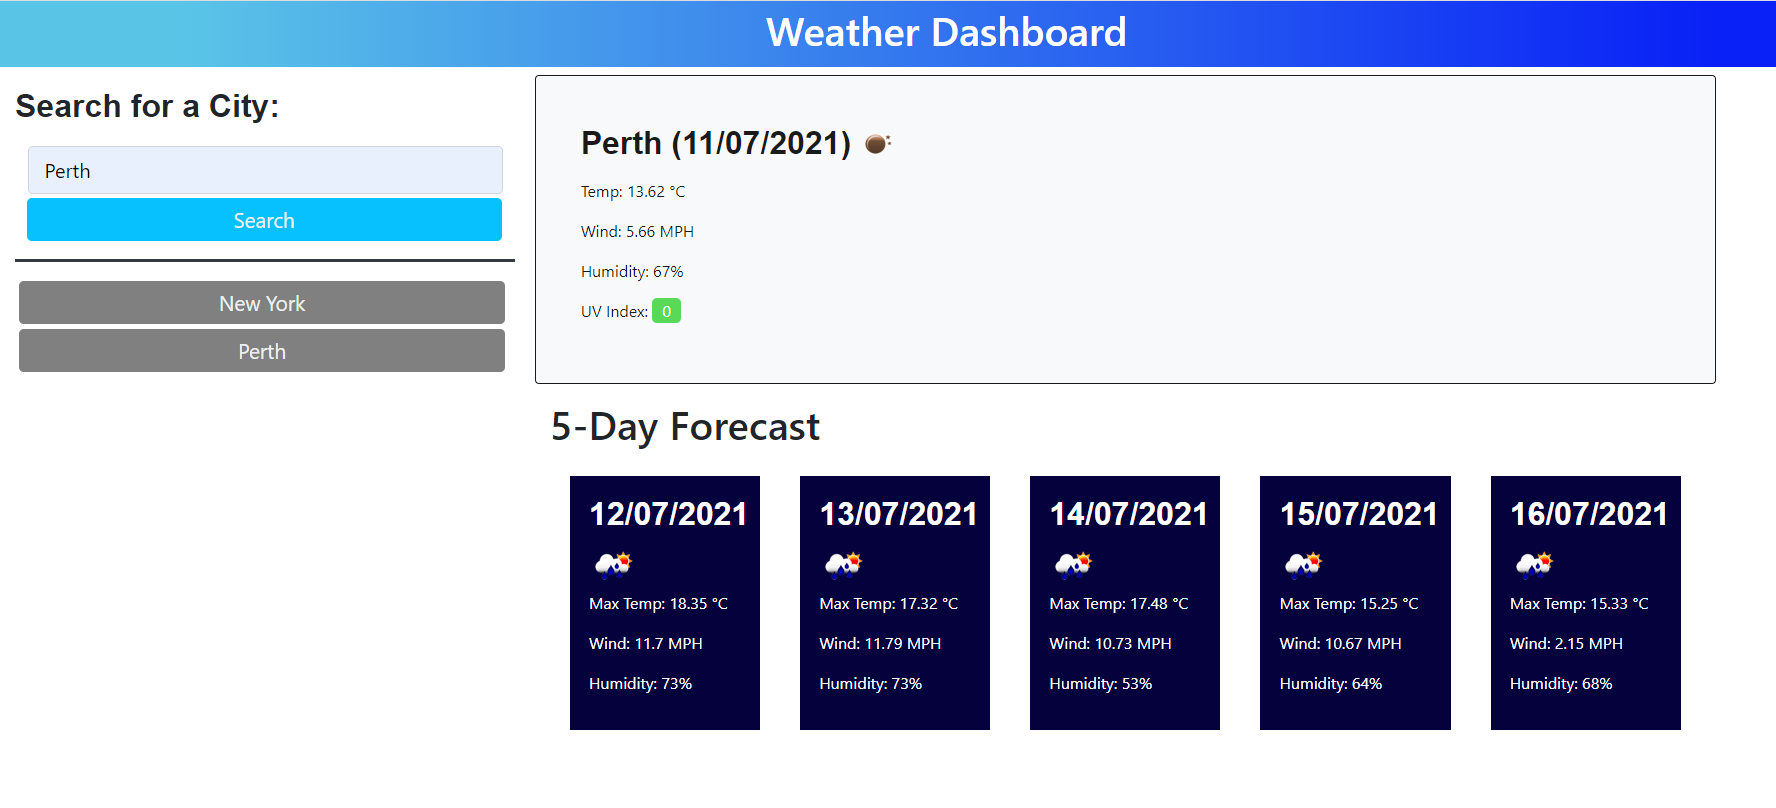 Weather Dashboard
Search for a City:
Perth
Search
New York
Perth
Perth (11/07/2021)
Temp: 13.62 °C
Wind: 5.66 MPH
Humidity: 67%
UV Index: 0
5-Day Forecast
12/07/2021
Max Temp: 18.35 °C
Wind: 11.7 MPH
Humidity: 73%
13/07/2021
Max Temp: 17.32 °C
Wind: 11.79 MPH
Humidity: 73%
14/07/2021
Max Temp: 17.48 °C
Wind: 10.73 MPH
Humidity: 53%
15/07/2021
Max Temp: 15.25 °C
Wind: 10.67 MPH
Humidity: 64%
16/07/2021
Max Temp: 15.33 °C
Wind: 2.15 MPH
Humidity: 68%